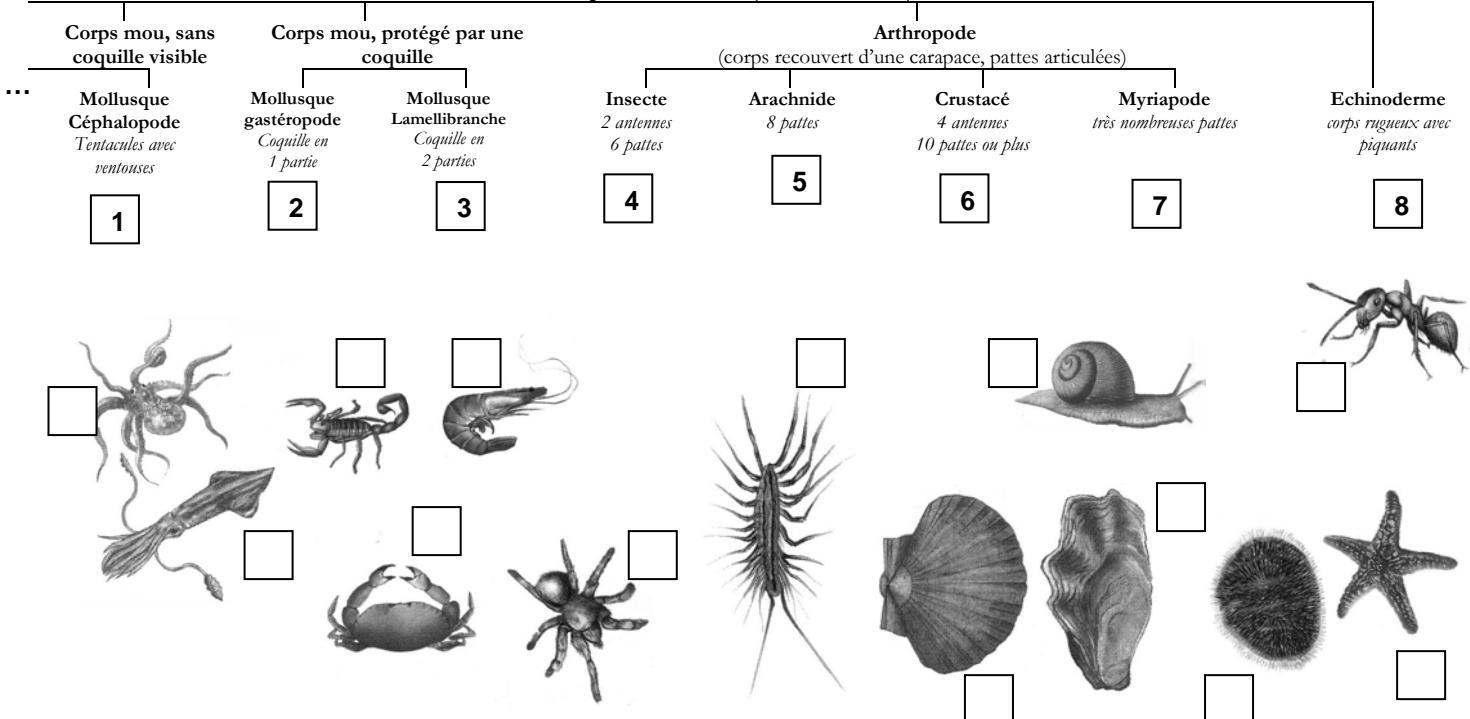 Corps mou, sans
coquille visible
Corps mou, protégé par une
coquille
Arthropode
(corps recouvert d'une carapace, pattes articulées)
...
Mollusque
Céphalopode
Tentacules avec
ventouses
1
Mollusque
gastéropode
Coquille en
1 partie
2
Mollusque
Lamellibranche
Coquille en
2 parties
3
Insecte
2 antennes
6 pattes
4
Arachnide
8 pattes
5
Crustacé
4 antennes
10 pattes ou plus
6
Myriapode
très nombreuses pattes
7
Echinoderme
corps rugueux avec
piquants
8